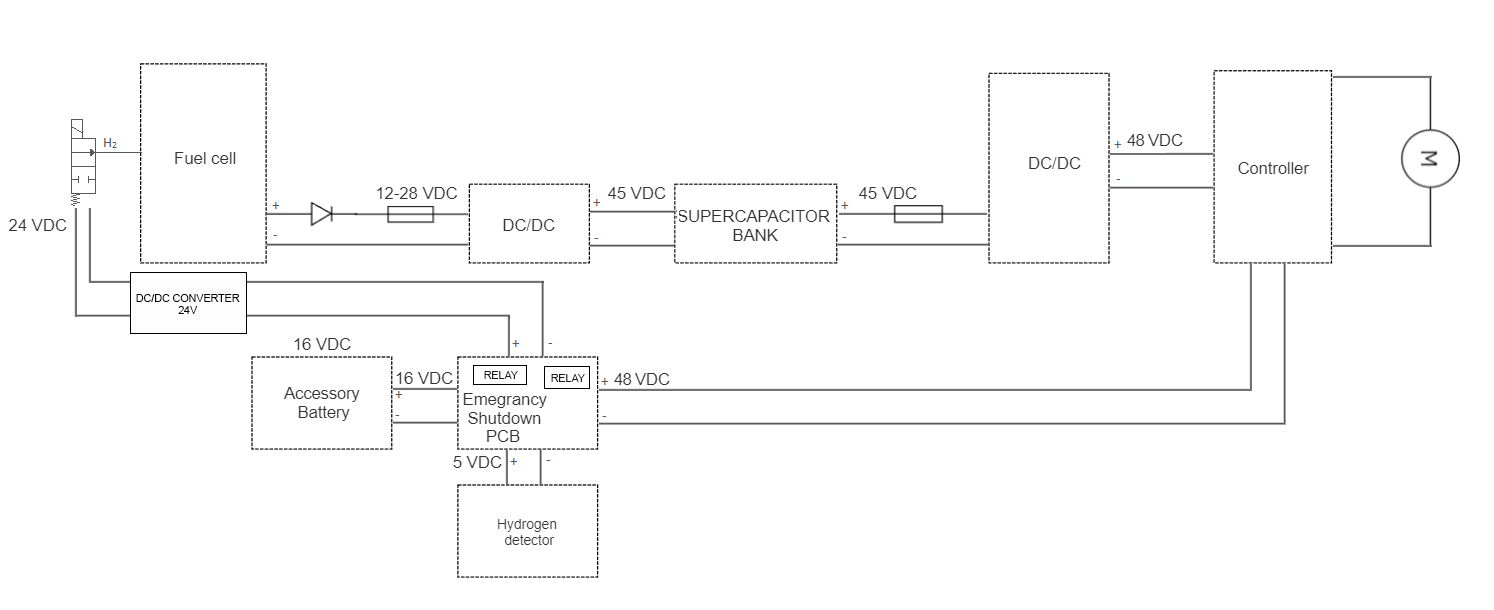 H₂
Fuel cell
24 VDC
+
-
12-28 VDC
DC/DC
+
45 VDC
-
SUPERCAPACITOR
BANK
+
45 VDC
-
DC/DC
+ 48 VDC
-
Controller
M
DC/DC CONVERTER
24V
16 VDC
Accessory
Battery
16 VDC
+
-
+
-
RELAY
RELAY
Emegrancy
Shutdown
PCB
+ 48 VDC
-
5 VDC +
-
Hydrogen
detector